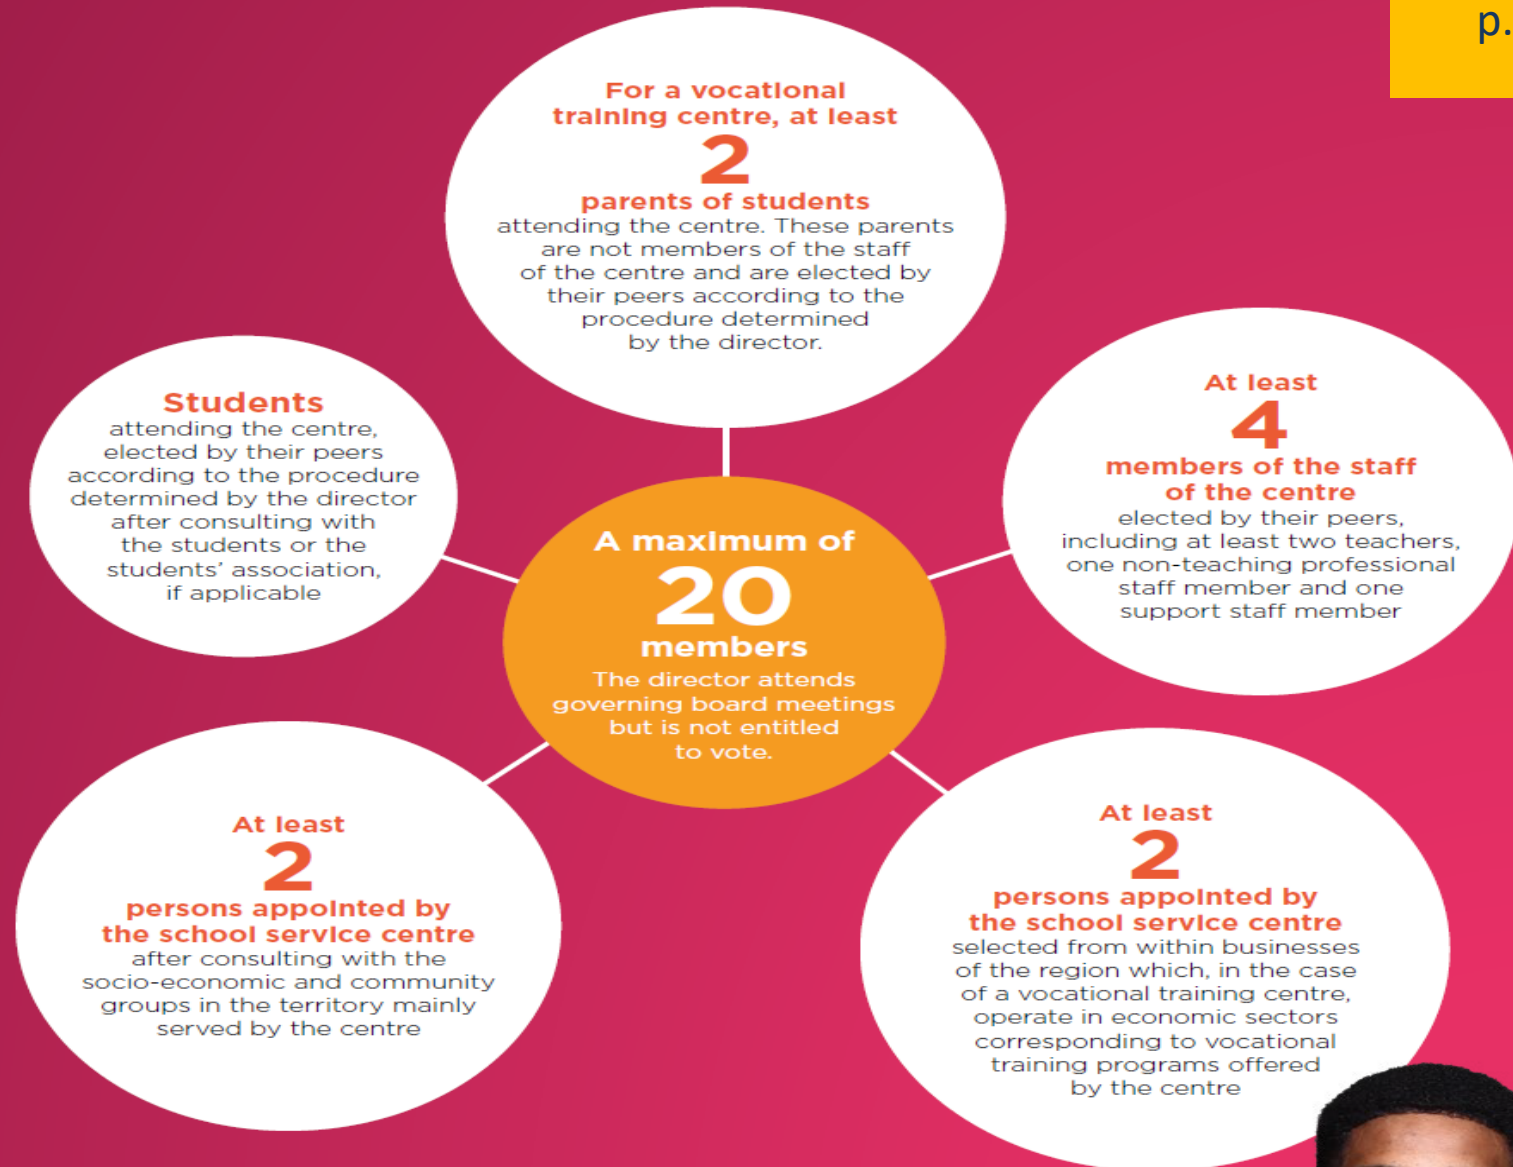 p.
For a vocational
training centre, at least
2
parents of students
attending the centre. These parents
are not members of the staff
of the centre and are elected by
their peers according to the
procedure determined
by the director.
Students
attending the centre,
elected by their peers
according to the procedure
determined by the director
after consulting with
the students or the
students' association,
if applicable
At least
4
members of the staff
of the centre
elected by their peers,
including at least two teachers,
one non-teaching professional
staff member and one
support staff member
A maximum of
20
members
The director attends
governing board meetings
but is not entitled
to vote.
At least
2
persons appointed by
the school service centre
after consulting with the
socio-economic and community
groups in the territory mainly
served by the centre
At least
2
persons appointed by
the school service centre
selected from within businesses
of the region which, in the case
of a vocational training centre,
operate in economic sectors
corresponding to vocational
training programs offered
by the centre